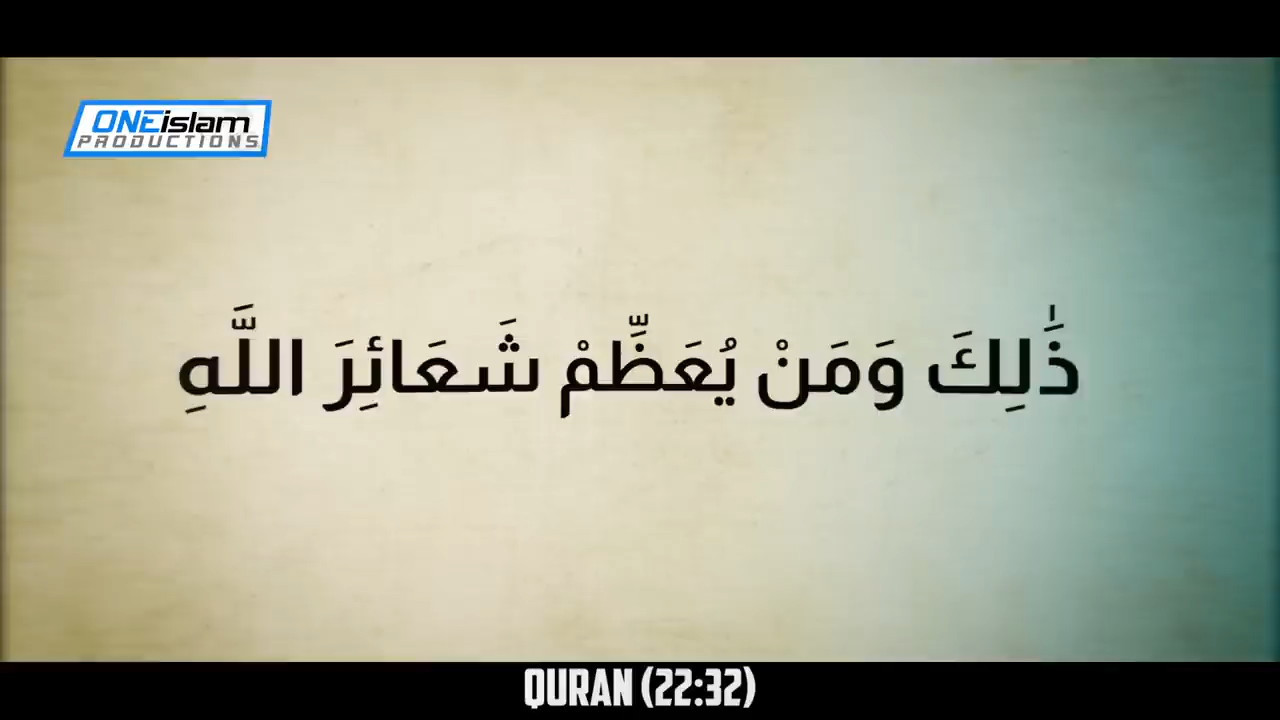 ONEislam
PRODUCTIONS
ذَٰلِكَ وَمَنْ يُعَظِّمْ شَعَائِرَ اللَّهِ
QURAN (22:32)